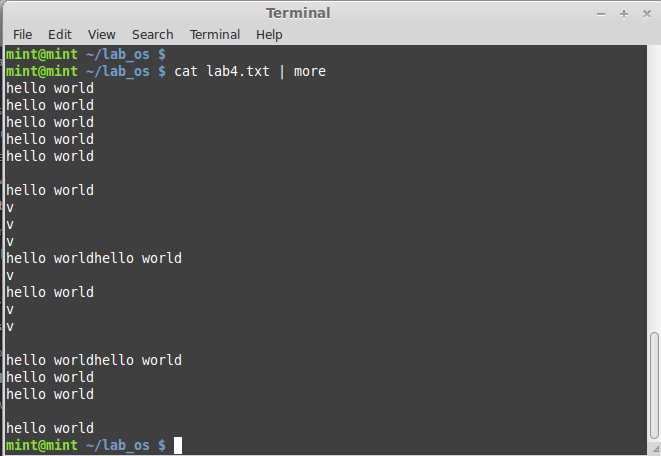 Terminal
File Edit View Search Terminal Help
mint@mint ~/lab_os $
mint@mint ~/lab_os $ cat lab4.txt | more
hello world
hello world
hello world
hello world
hello world
hello world
v
v
v
hello worldhello world
v
hello world
v
v
hello worldhello world
hello world
hello world
hello world
mint@mint ~/lab_os $